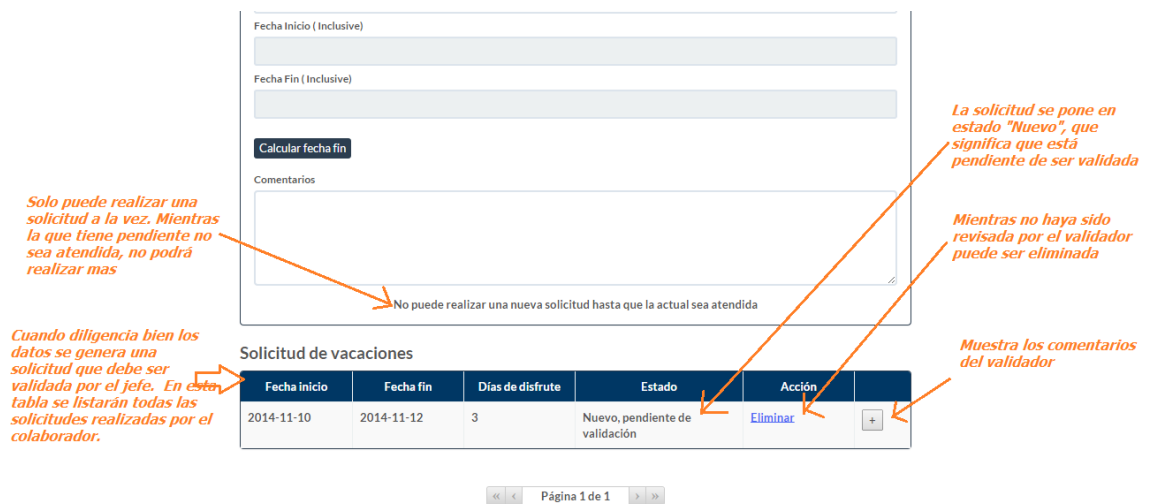 Fecha Inicio ( Inclusive)
Fecha Fin ( Inclusive)
Calcular fecha fin
Comentarios
La solicitud se pone en
estado "Nuevo", que
significa que está
pendiente de ser validada
Solo puede realizar una
solicitud a la vez. Mientras
la que tiene pendiente no
sea atendida, no podrá
realizar mas
Mientras no haya sido
revisada por el validador
puede ser eliminada
No puede realizar una nueva solicitud hasta que la actual sea atendida
Cuando diligencia bien los
datos se genera una
solicitud que debe ser
validada por el jefe. En esta
tabla se listarán todas las
solicitudes realizadas por el
colaborador.
Muestra los comentarios
del validador
Solicitud de vacaciones
Fecha inicio Fecha fin Días de disfrute Estado Acción
2014-11-10 2014-11-12 3 Nuevo, pendiente de Eliminar +
validación
« ‹ Página 1 de 1 › »